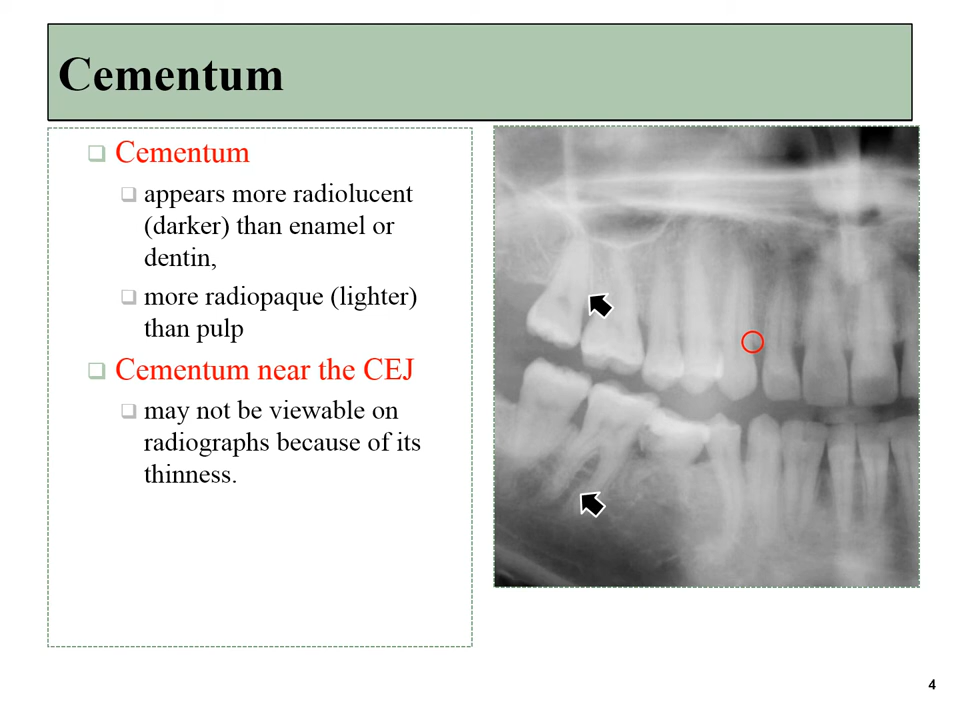 Cementum
Cementum
appears more radiolucent
(darker) than enamel or
dentin,
more radiopaque (lighter)
than pulp
Cementum near the CEJ
may not be viewable on
radiographs because of its
thinness.
4